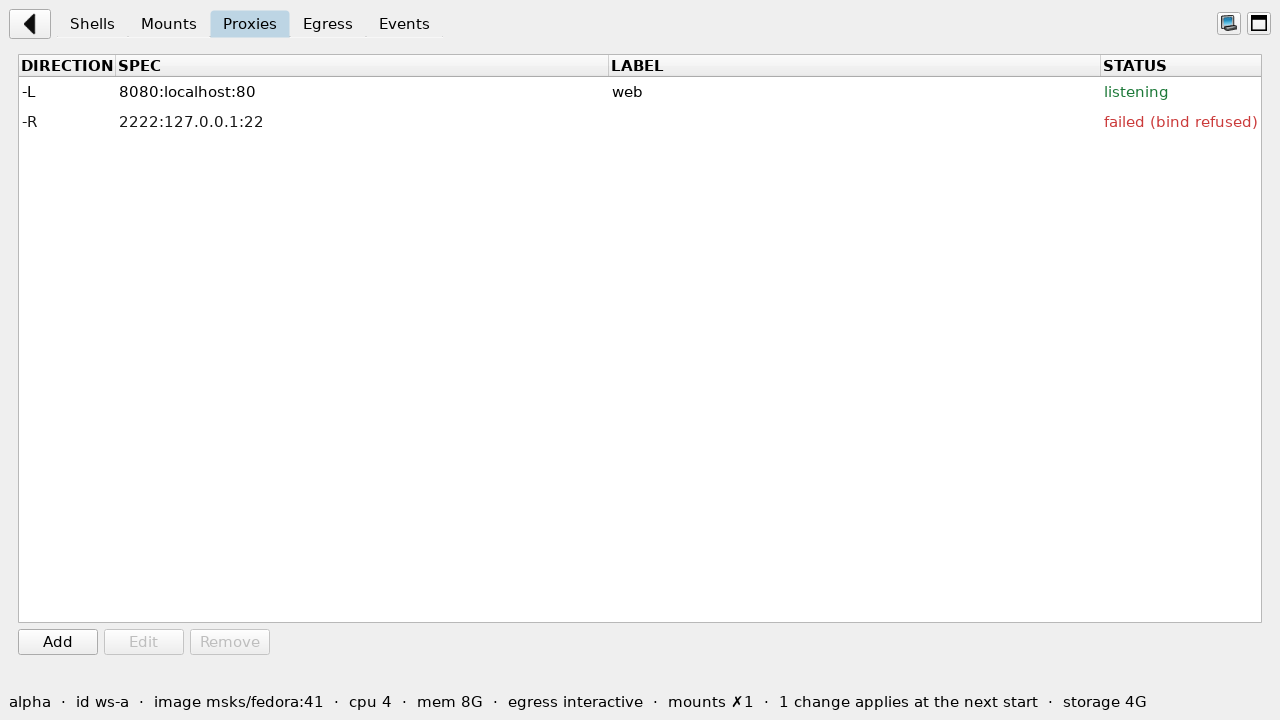 Shells Mounts Proxies Egress Events
DIRECTION SPEC LABEL STATUS
-L 8080:localhost:80 web listening
-R 2222:127.0.0.1:22 failed (bind refused)
Add Edit Remove
alpha · id ws-a · image msks/fedora:41 · cpu 4 · mem 8G · egress interactive · mounts ✗1 · 1 change applies at the next start · storage 4G